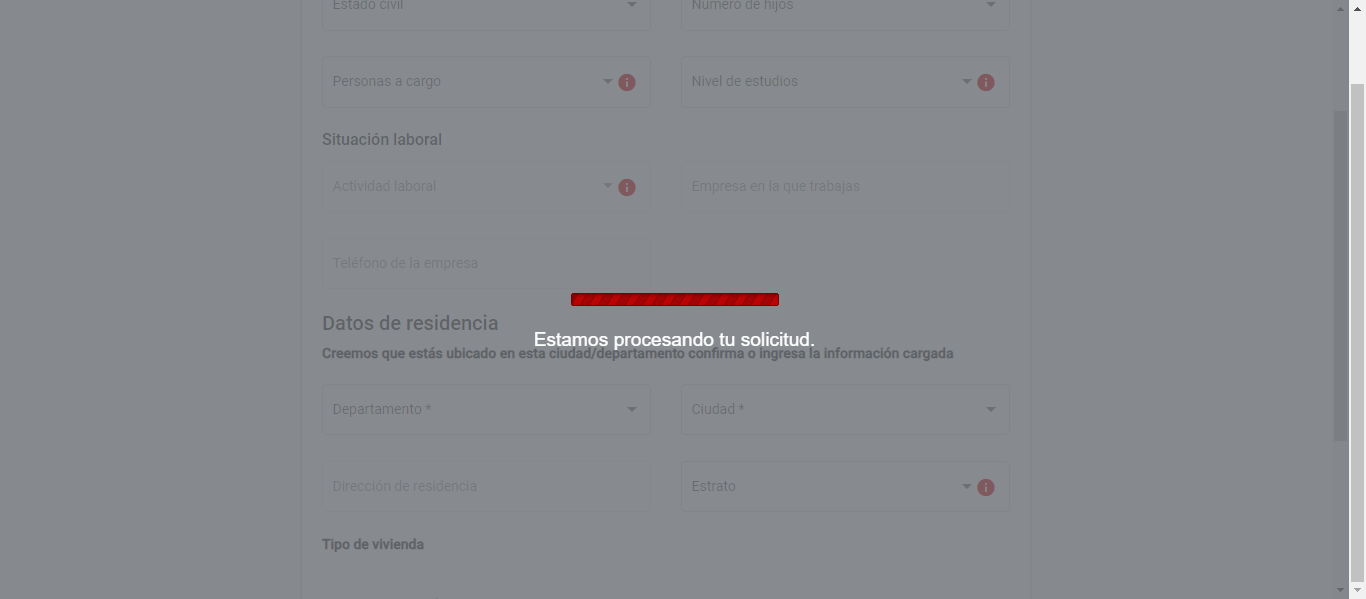 Estado civil
Número de hijos
Personas a cargo
Nivel de estudios
Situación laboral
Actividad laboral
Empresa en la que trabajas
Teléfono de la empresa
Datos de residencia
Estamos procesando tu solicitud.
Creemos que estás ubicado en esta ciudad/departamento confirma o ingresa la información cargada
Departamento *
Ciudad *
Dirección de residencia
Estrato
Tipo de vivienda